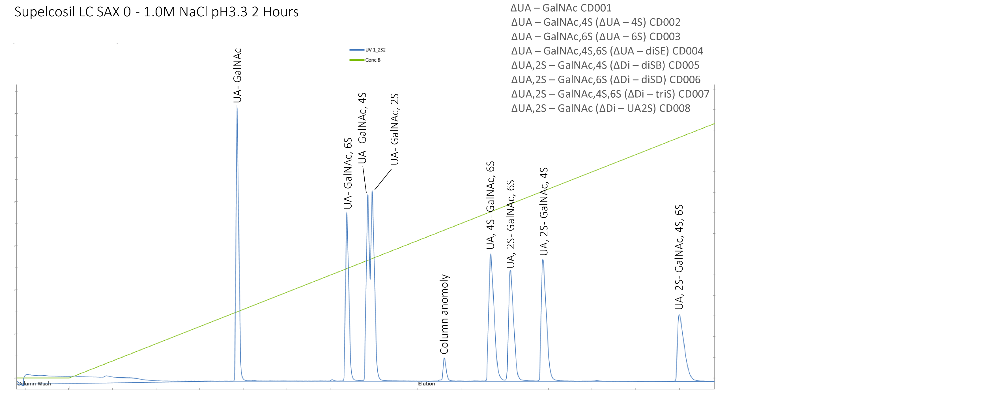 Supelcosil LC SAX 0 - 1.0M NaCl pH3.3 2 Hours
ΔUA – GalNAc CD001
ΔUA – GalNAc,4S (ΔUA – 4S) CD002
ΔUA – GalNAc,6S (ΔUA – 6S) CD003
ΔUA – GalNAc,4S,6S (ΔUA – diSE) CD004
ΔUA,2S – GalNAc,4S (ΔDi – diSB) CD005
ΔUA,2S – GalNAc,6S (ΔDi – diSD) CD006
ΔUA,2S – GalNAc,4S,6S (ΔDi – triS) CD007
ΔUA,2S – GalNAc (ΔDi – UA2S) CD008
UV 1_232
Conc B
UA- GalNAc
UA- GalNAc, 6S
UA- GalNAc, 4S
UA- GalNAc, 2S
Column anomoly
UA, 4S- GalNAc, 6S
UA, 2S- GalNAc, 6S
UA, 2S- GalNAc, 4S
UA, 2S- GalNAc, 4S, 6S
Column Wash
Elution